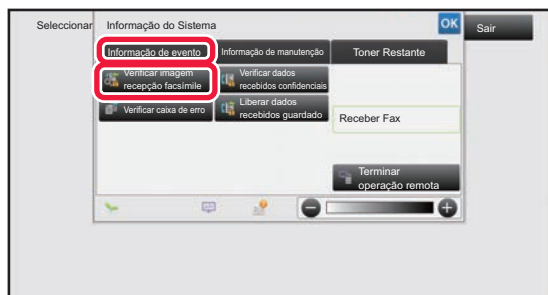 Seleccionar
Informação do Sistema
OK
Sair
Informação de evento
Informação de manutenção
Toner Restante
Verificar imagem
recepção facsímile
Verificar dados
recebidos confidenciais
Verificar caixa de erro
Liberar dados
recebidos guardado
Receber Fax
Terminar
operação remota